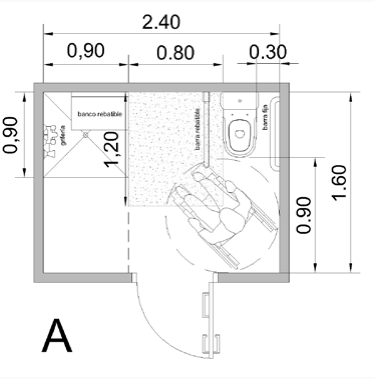 2.40
0,90
0.80
0.30
0,90
grifería
banco rebatible
1,20
barra rebatible
barra fija
0.90
1.60
A